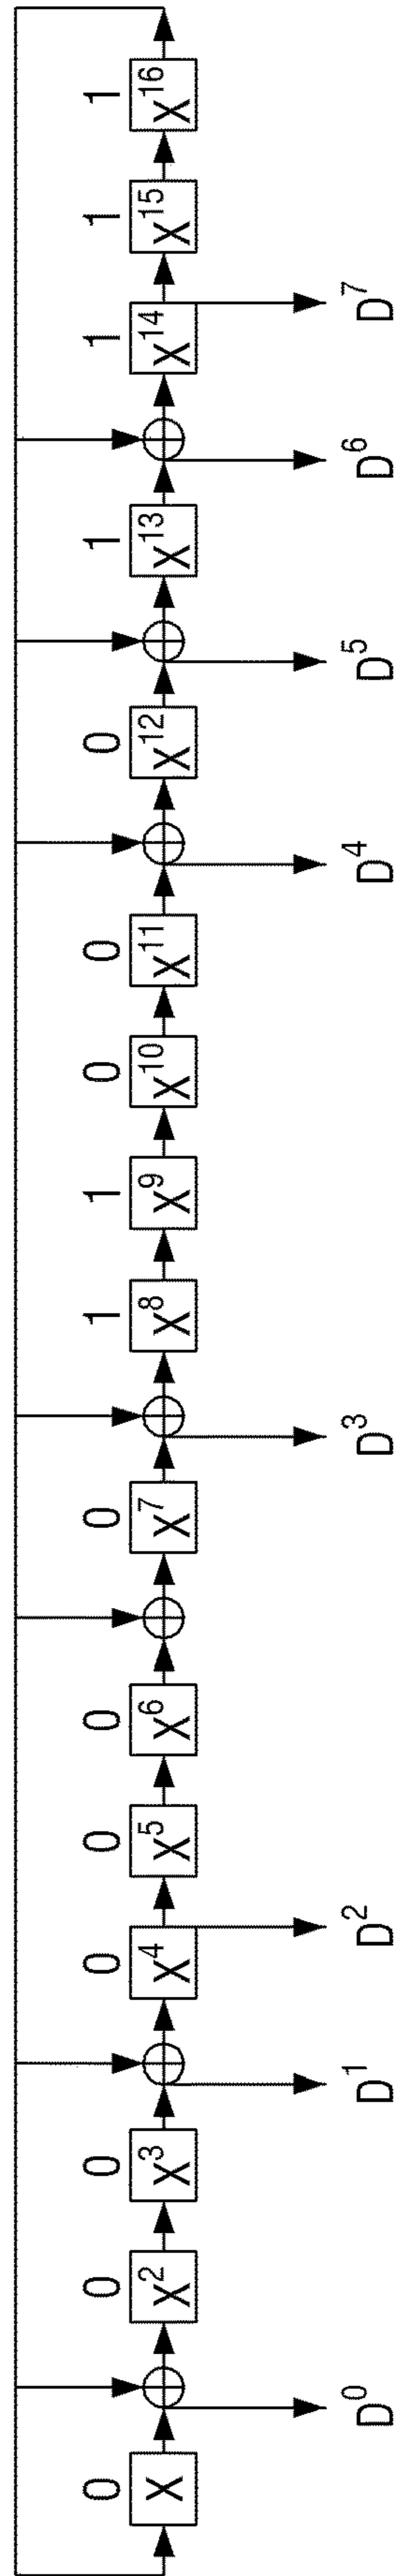 0 0 0 0 0 0 0 1 1 0 0 0 1 1 1 1
X X² X³ X⁴ X⁵ X⁶ X⁷ X⁸ X⁹ X¹⁰ X¹¹ X¹² X¹³ X¹⁴ X¹⁵ X¹⁶
D⁰ D¹ D² D³ D⁴ D⁵ D⁶ D⁷